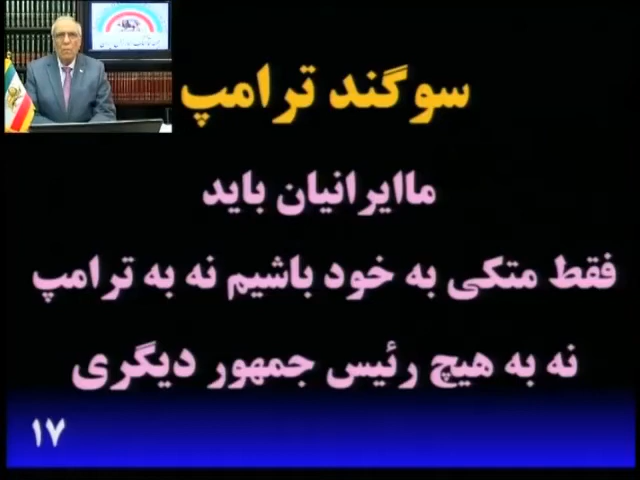 سوگند ترامپ
ماایرانیان باید
فقط متکی به خود باشیم نه به ترامپ
نه به هیچ رئیس جمهور دیگری
۱۷